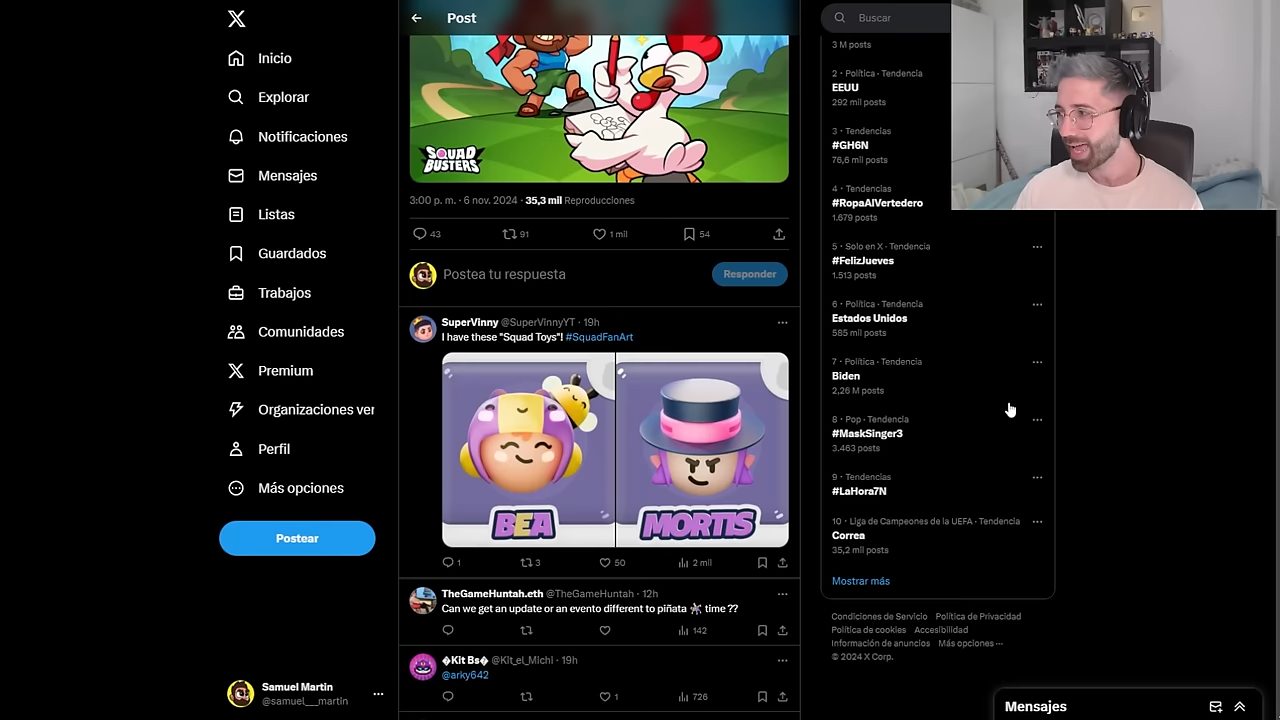 Inicio
Explorar
Notificaciones
Mensajes
Listas
Guardados
Trabajos
Comunidades
Premium
Organizaciones ver
Perfil
Más opciones
Postear
Samuel Martin
@samuel___martin
Post
SQUAD
BUSTERS
3:00 p. m. · 6 nov. 2024 · 35,3 mil Reproducciones
43 91 1 mil 54
Postea tu respuesta
Responder
SuperVinny @SuperVinnyYT · 19h
I have these "Squad Toys"! #SquadFanArt
BEA
MORTIS
1 3 50 2 mil
TheGameHuntah.eth @TheGameHuntah · 12h
Can we get an update or an evento different to piñata 🪅 time ??
142
�Kit Bs� @Kit_el_Michi · 19h
@arky642
1 726
Buscar
3 M posts
2 · Política · Tendencia
EEUU
292 mil posts
3 · Tendencias
#GH6N
76,6 mil posts
4 · Tendencias
#RopaAlVertedero
1.679 posts
5 · Solo en X · Tendencia
#FelizJueves
1.513 posts
6 · Política · Tendencia
Estados Unidos
585 mil posts
7 · Política · Tendencia
Biden
2,26 M posts
8 · Pop · Tendencia
#MaskSinger3
3.463 posts
9 · Tendencias
#LaHora7N
10 · Liga de Campeones de la UEFA · Tendencia
Correa
35,2 mil posts
Mostrar más
Condiciones de Servicio Política de Privacidad
Política de cookies Accesibilidad
Información de anuncios Más opciones ···
© 2024 X Corp.
Mensajes